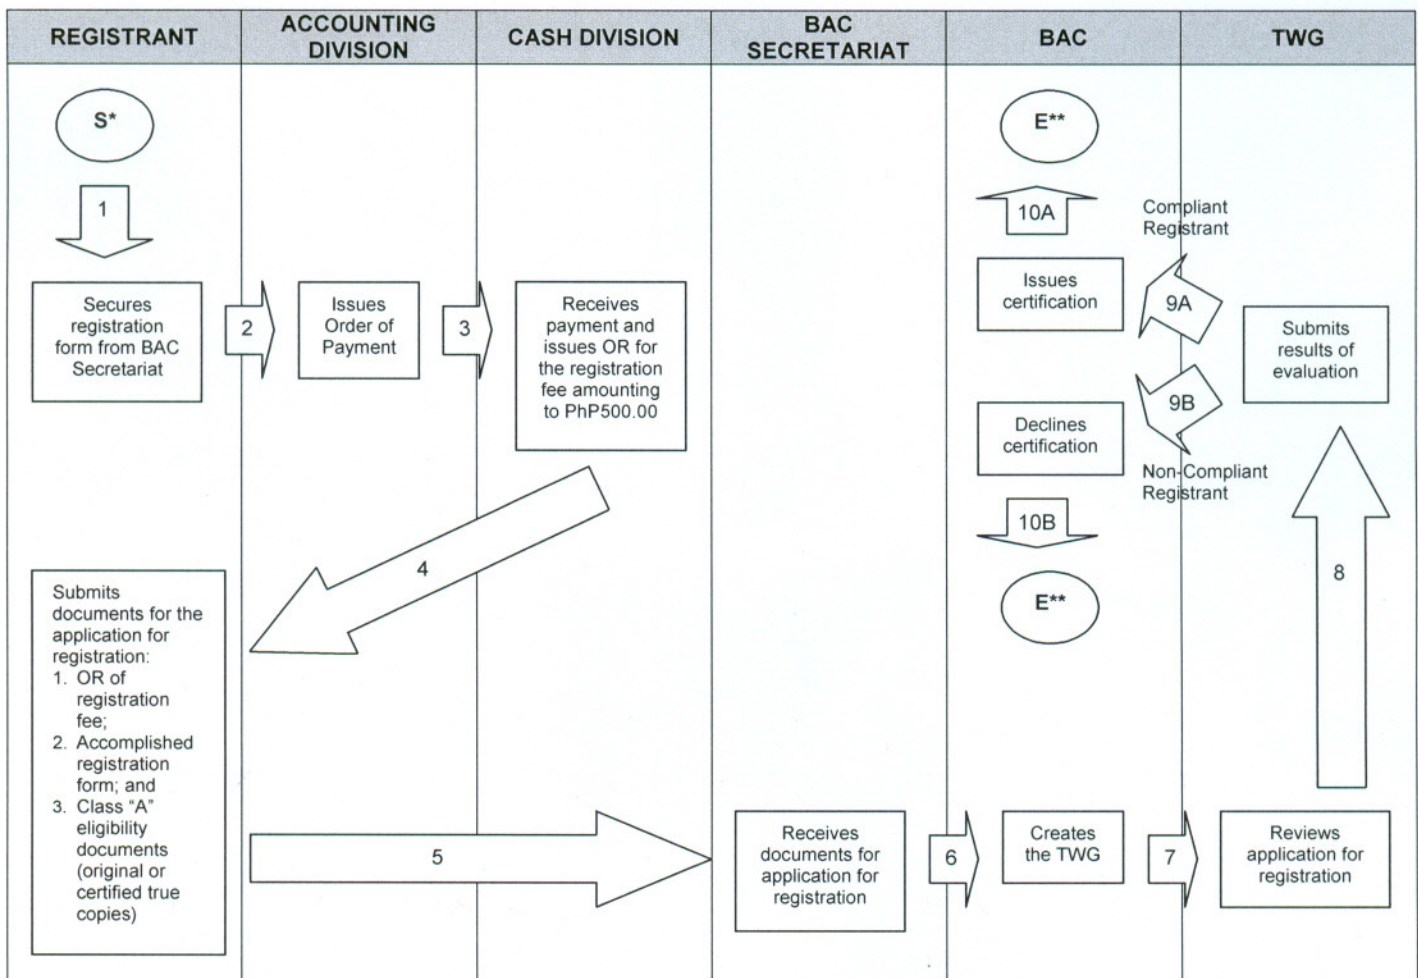 REGISTRANT
ACCOUNTING
DIVISION
CASH DIVISION
BAC
SECRETARIAT
BAC
TWG
S*
1
Secures
registration
form from BAC
Secretariat
2
Issues
Order of
Payment
3
Receives
payment and
issues OR for
the registration
fee amounting
to PhP500.00
4
Submits
documents for the
application for
registration:
1. OR of
registration
fee;
2. Accomplished
registration
form; and
3. Class “A”
eligibility
documents
(original or
certified true
copies)
5
Receives
documents for
application for
registration
6
Creates
the TWG
7
Reviews
application for
registration
8
Submits
results of
evaluation
9A
Compliant
Registrant
Issues
certification
10A
E**
9B
Non-Compliant
Registrant
Declines
certification
10B
E**